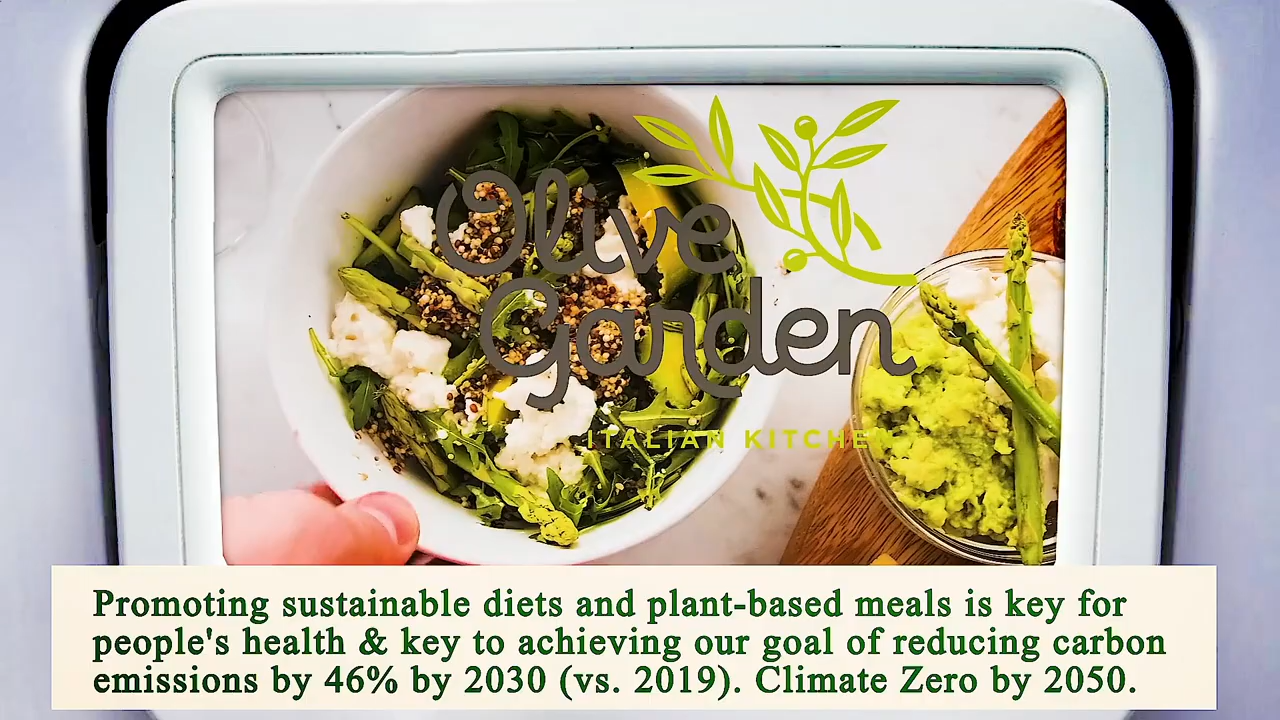 Olive
Garden
ITALIAN KITCHEN
Promoting sustainable diets and plant-based meals is key for
people's health & key to achieving our goal of reducing carbon
emissions by 46% by 2030 (vs. 2019). Climate Zero by 2050.